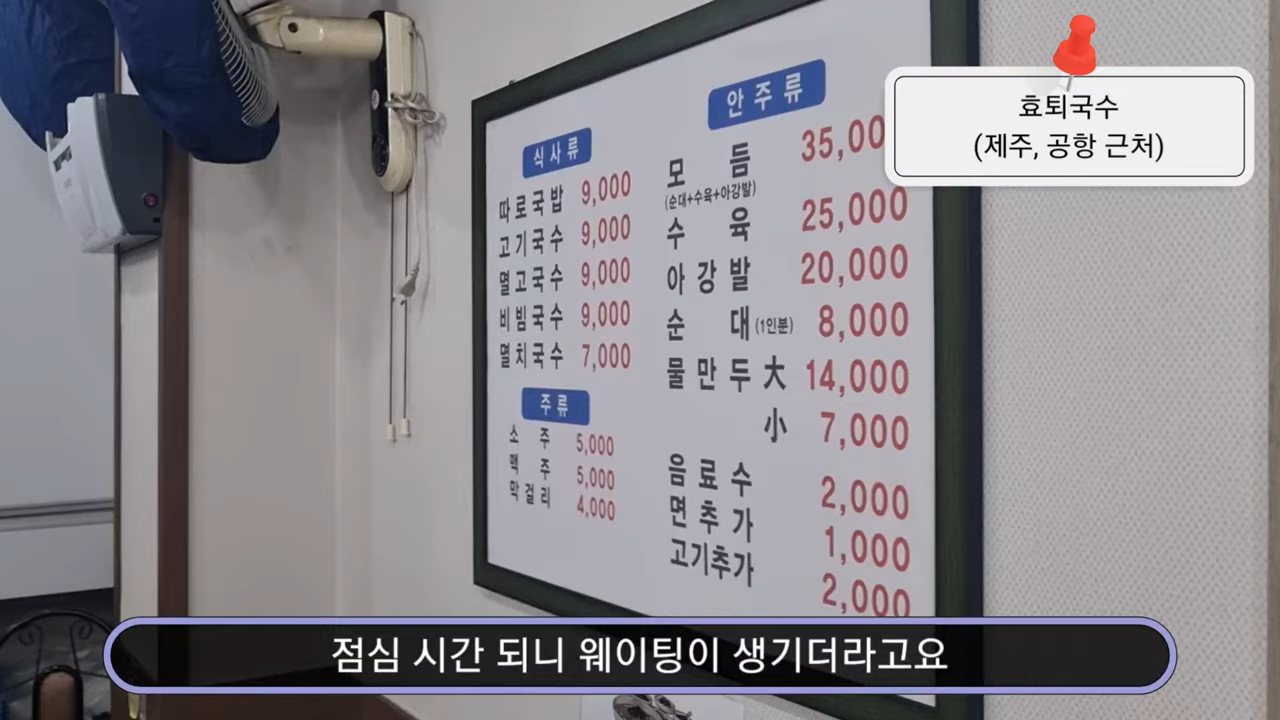 효퇴국수
(제주, 공항 근처)
식사류
따로국밥 9,000
고기국수 9,000
멸고국수 9,000
비빔국수 9,000
멸치국수 7,000
주류
소주 5,000
맥주 5,000
막걸리 4,000
안주류
모듬 35,00
(순대+수육+아강발)
수육 25,000
아강발 20,000
순대 (1인분) 8,000
물만두 大 14,000
小 7,000
음료수 2,000
면추가 1,000
고기추가 2,000
점심 시간 되니 웨이팅이 생기더라고요